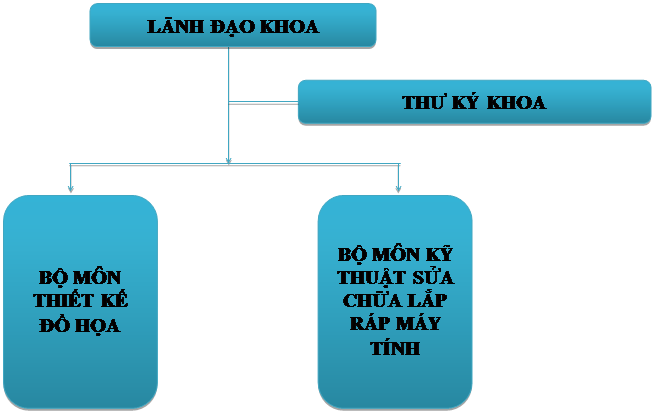 LÃNH ĐẠO KHOA
THƯ KÝ KHOA
BỘ MÔN
THIẾT KẾ
ĐỒ HỌA
BỘ MÔN KỸ
THUẬT SỬA
CHỮA LẮP
RÁP MÁY
TÍNH